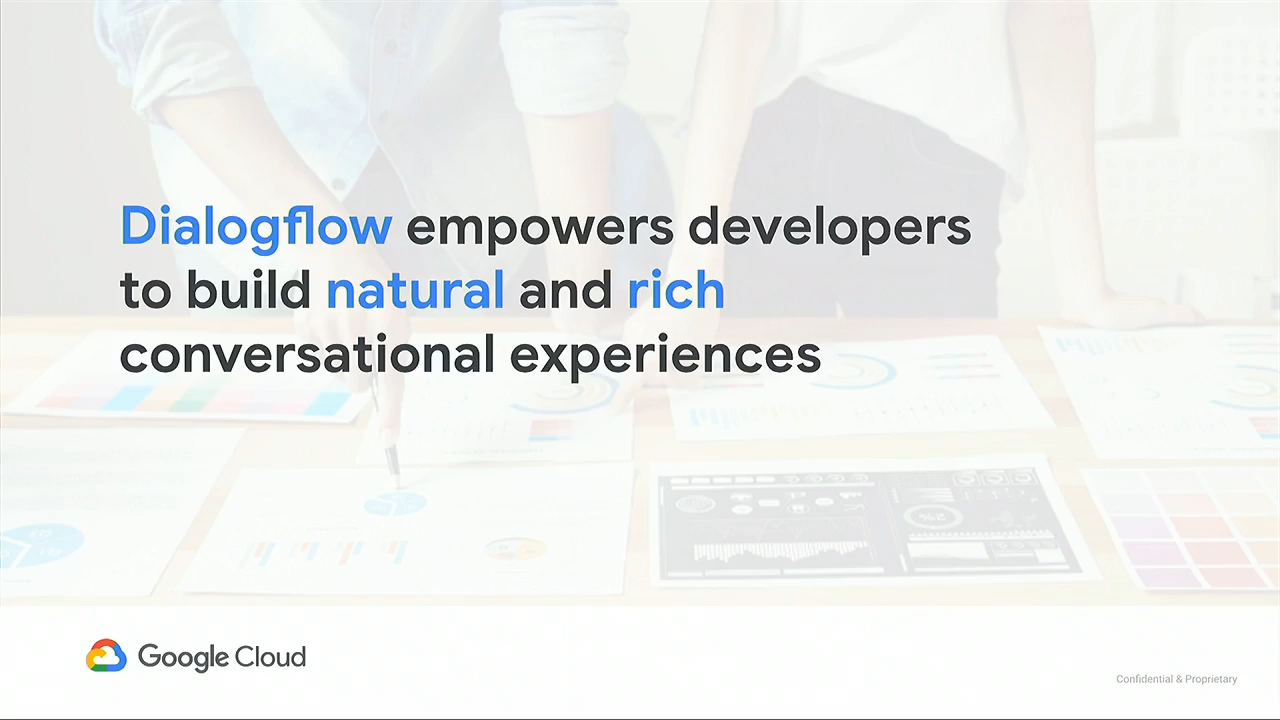 Dialogflow empowers developers
to build natural and rich
conversational experiences
Google Cloud
Confidential & Proprietary